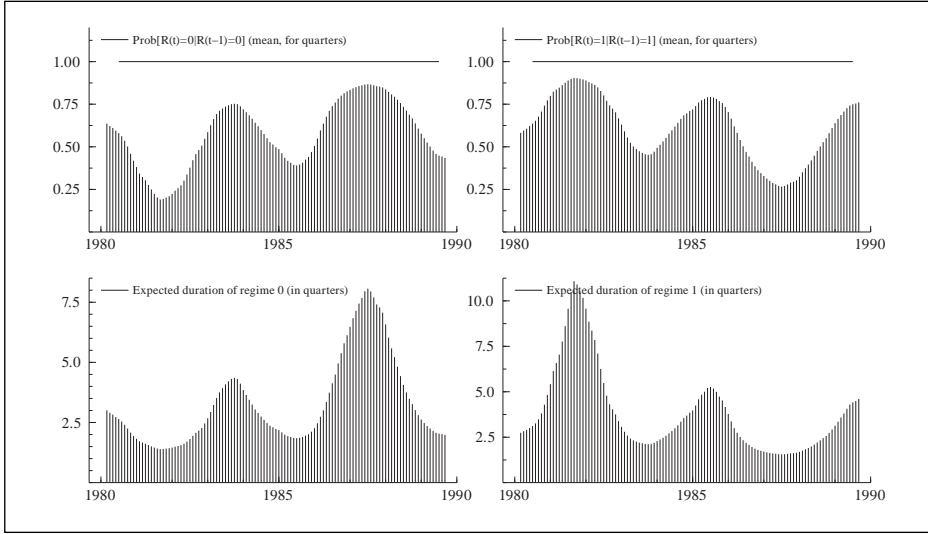 Prob[R(t)=0|R(t−1)=0] (mean, for quarters)
1.00
0.75
0.50
0.25
1980 1985 1990
Prob[R(t)=1|R(t−1)=1] (mean, for quarters)
1.00
0.75
0.50
0.25
1980 1985 1990
Expected duration of regime 0 (in quarters)
7.5
5.0
2.5
1980 1985 1990
Expected duration of regime 1 (in quarters)
10.0
7.5
5.0
2.5
1980 1985 1990